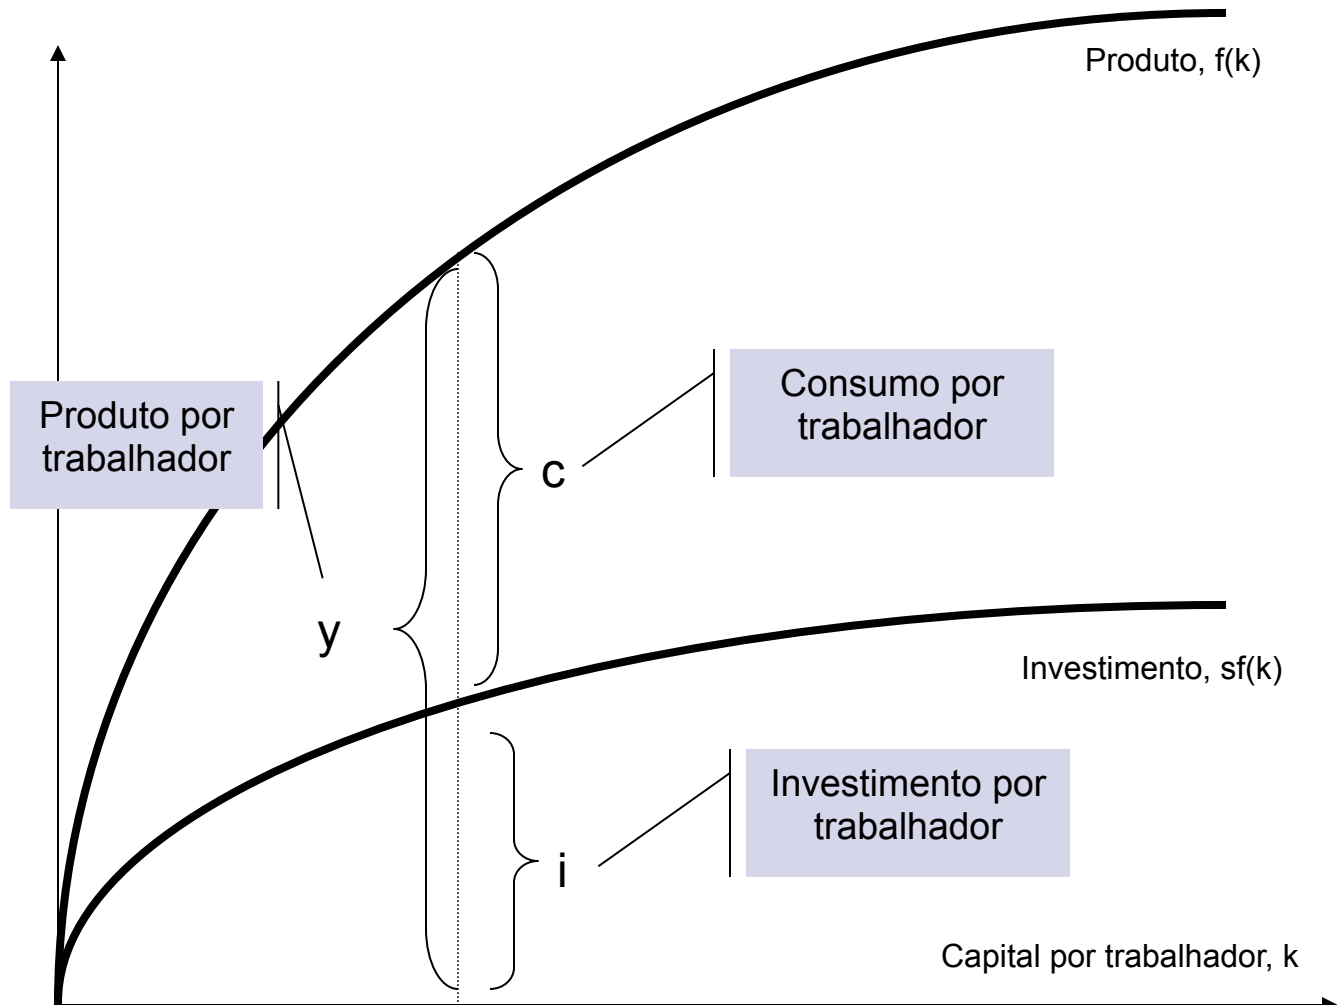 Produto, f(k)
Consumo por
trabalhador
Produto por
trabalhador
c
y
Investimento, sf(k)
Investimento por
trabalhador
i
Capital por trabalhador, k